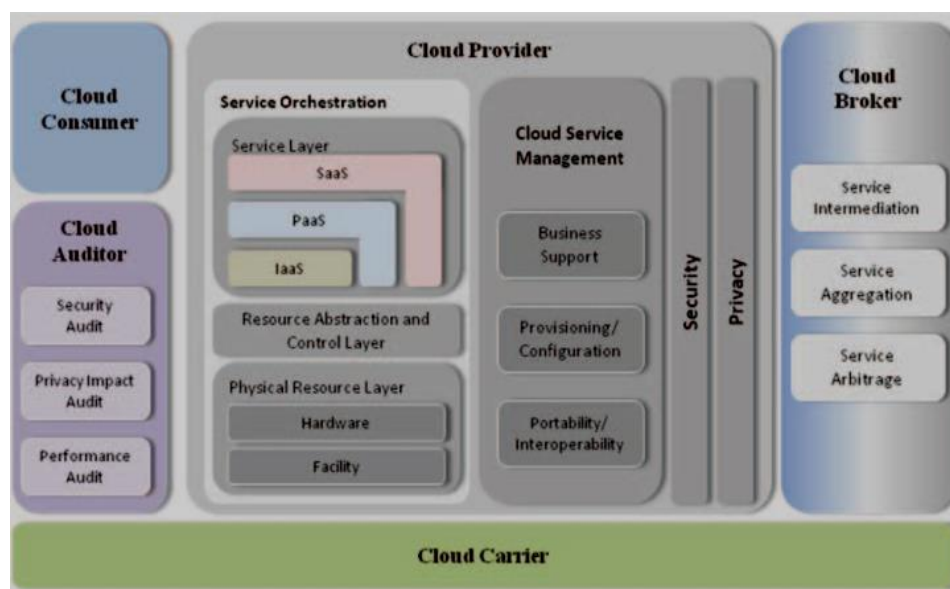 Cloud
Consumer
Cloud
Auditor
Security
Audit
Privacy Impact
Audit
Performance
Audit
Cloud Provider
Service Orchestration
Service Layer
SaaS
PaaS
IaaS
Resource Abstraction and
Control Layer
Physical Resource Layer
Hardware
Facility
Cloud Service
Management
Business
Support
Provisioning/
Configuration
Portability/
Interoperability
Security
Privacy
Cloud
Broker
Service
Intermediation
Service
Aggregation
Service
Arbitrage
Cloud Carrier